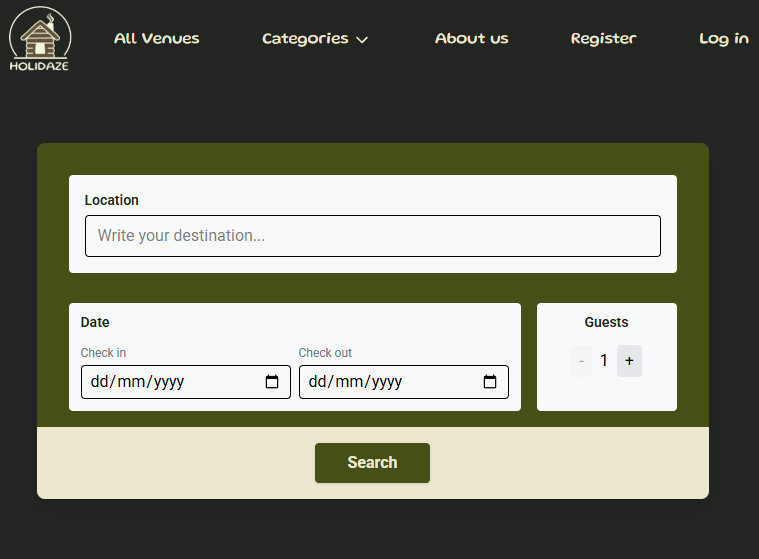 HOLIDAZE
All Venues Categories About us Register Log in
Location
Write your destination...
Date
Guests
Check in Check out
- 1 +
dd/mm/yyyy dd/mm/yyyy
Search